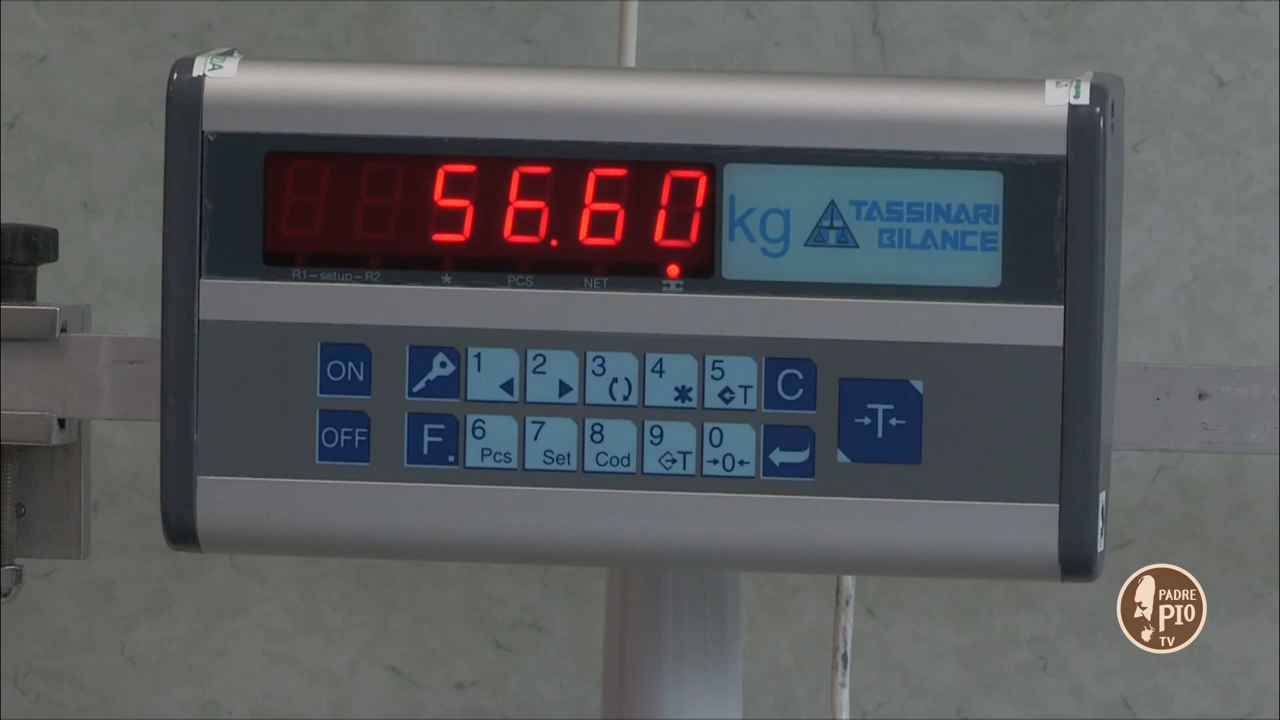 56.60
kg
TASSINARI
BILANCE
R1-setup-R2
*
PCS
NET
ON
1
2
3
4
5
T
C
→T←
OFF
F.
6
Pcs
7
Set
8
Cod
9
T
0
→0←
PADRE
PIO
TV